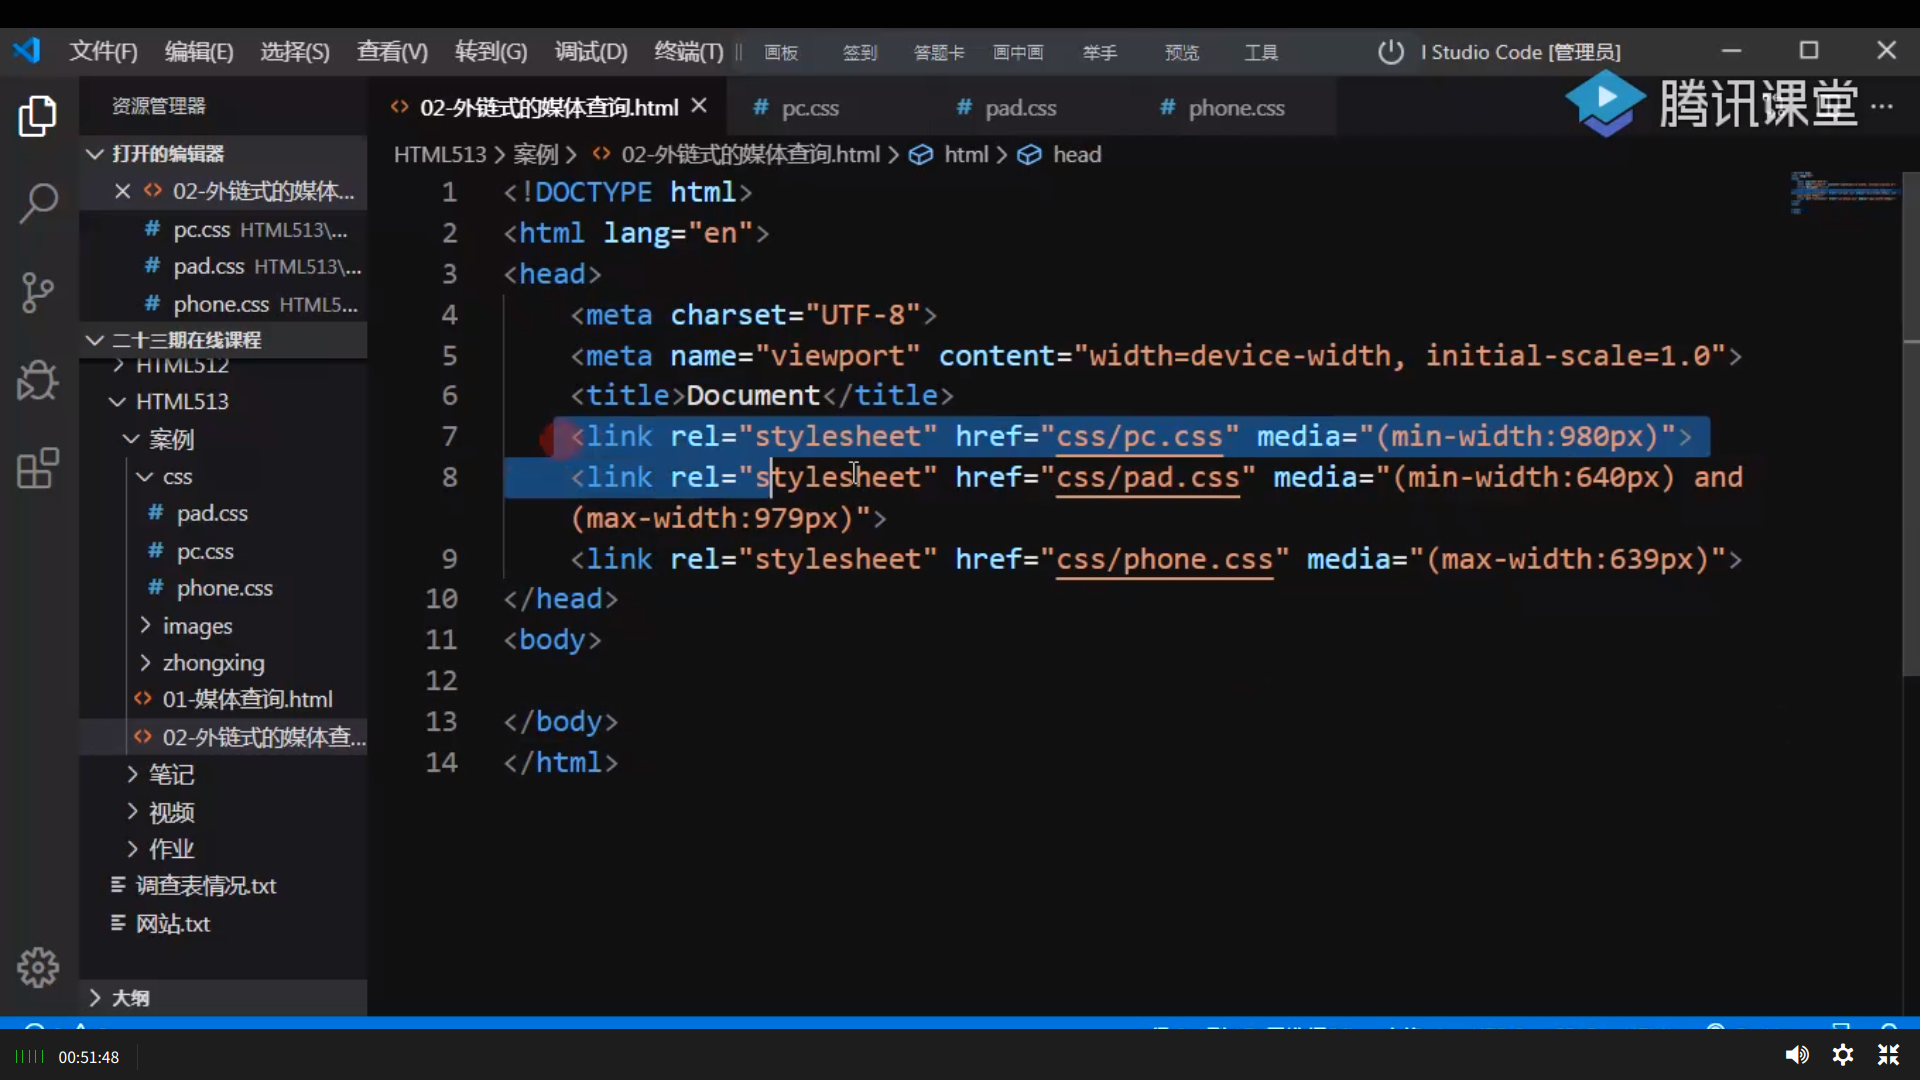 文件(F) 编辑(E) 选择(S) 查看(V) 转到(G) 调试(D) 终端(T) 画板 签到 答题卡 画中画 举手 预览 工具 l Studio Code [管理员]
腾讯课堂
资源管理器
02-外链式的媒体查询.html pc.css pad.css phone.css
HTML513 > 案例 > 02-外链式的媒体查询.html > html > head
打开的编辑器
02-外链式的媒体...
pc.css HTML513\...
pad.css HTML513\...
phone.css HTML5...
二十三期在线课程
HTML512
HTML513
案例
css
pad.css
pc.css
phone.css
images
zhongxing
01-媒体查询.html
02-外链式的媒体查...
笔记
视频
作业
调查表情况.txt
网站.txt
大纲
1 <!DOCTYPE html>
2 <html lang="en">
3 <head>
4 <meta charset="UTF-8">
5 <meta name="viewport" content="width=device-width, initial-scale=1.0">
6 <title>Document</title>
7 <link rel="stylesheet" href="css/pc.css" media="(min-width:980px)">
8 <link rel="stylesheet" href="css/pad.css" media="(min-width:640px) and
(max-width:979px)">
9 <link rel="stylesheet" href="css/phone.css" media="(max-width:639px)">
10 </head>
11 <body>
12
13 </body>
14 </html>
00:51:48